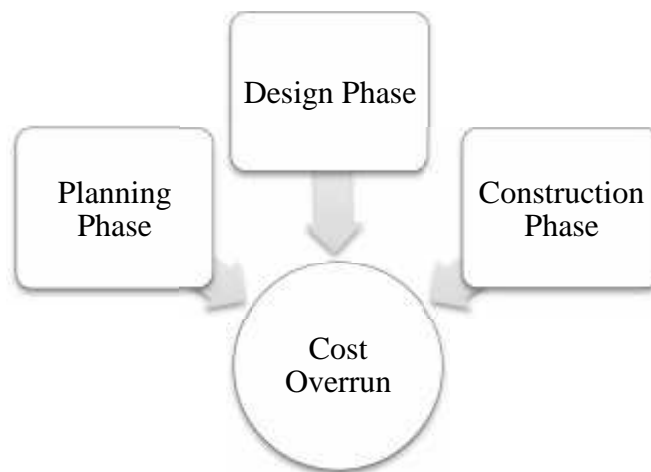 Design Phase
Planning
Phase
Construction
Phase
Cost
Overrun